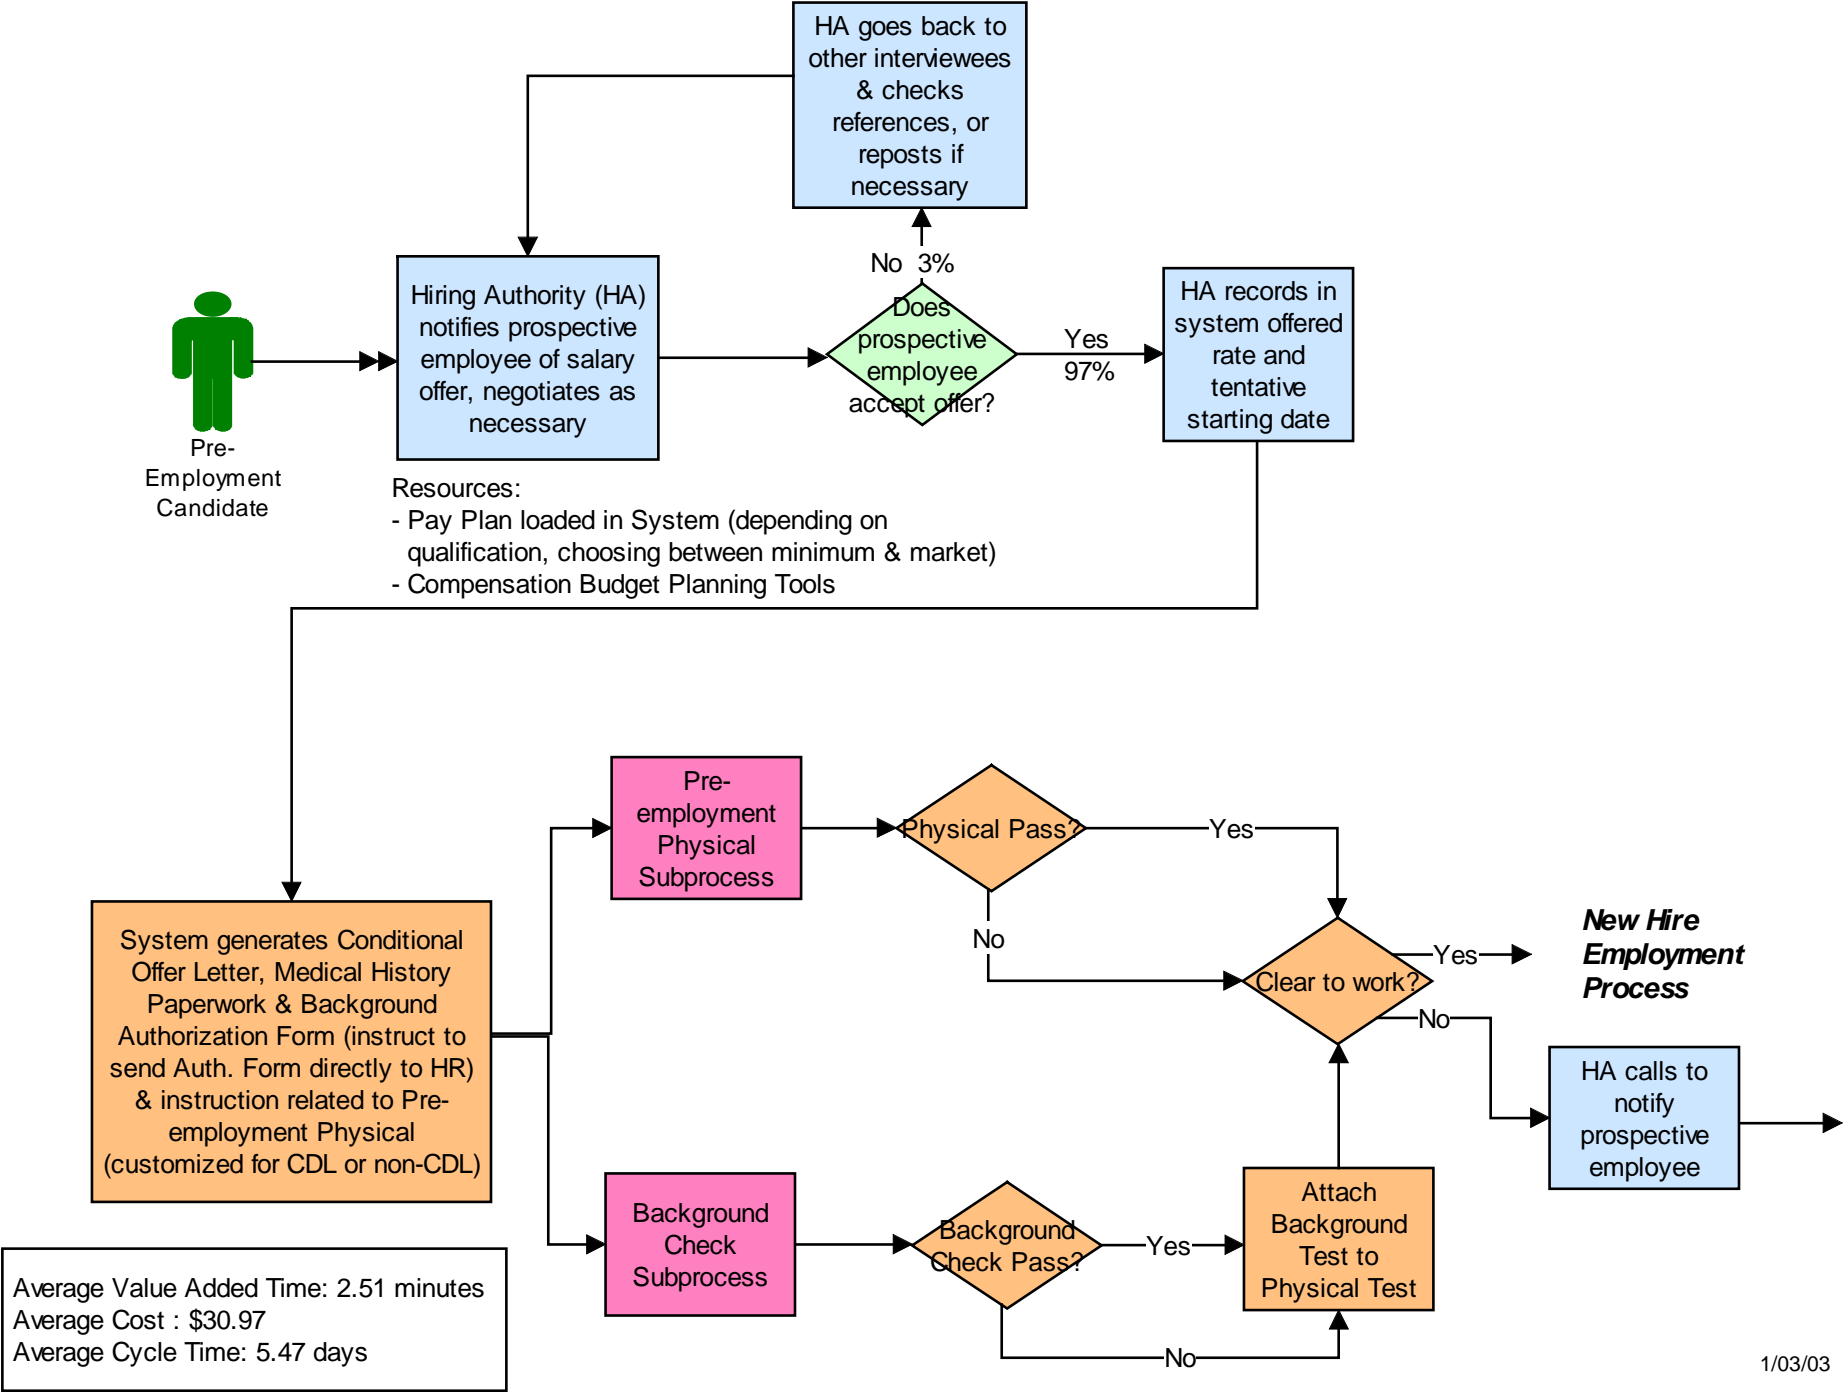 HA goes back to
other interviewees
& checks
references, or
reposts if
necessary
No 3%
Hiring Authority (HA)
notifies prospective
employee of salary
offer, negotiates as
necessary
Does
prospective
employee
accept offer?
Yes
97%
HA records in
system offered
rate and
tentative
starting date
Pre-
Employment
Candidate
Resources:
- Pay Plan loaded in System (depending on
qualification, choosing between minimum & market)
- Compensation Budget Planning Tools
Pre-
employment
Physical
Subprocess
Physical Pass?
Yes
No
System generates Conditional
Offer Letter, Medical History
Paperwork & Background
Authorization Form (instruct to
send Auth. Form directly to HR)
& instruction related to Pre-
employment Physical
(customized for CDL or non-CDL)
Clear to work?
Yes
No
New Hire
Employment
Process
HA calls to
notify
prospective
employee
Background
Check
Subprocess
Background
Check Pass?
Yes
No
Attach
Background
Test to
Physical Test
Average Value Added Time: 2.51 minutes
Average Cost : $30.97
Average Cycle Time: 5.47 days
1/03/03